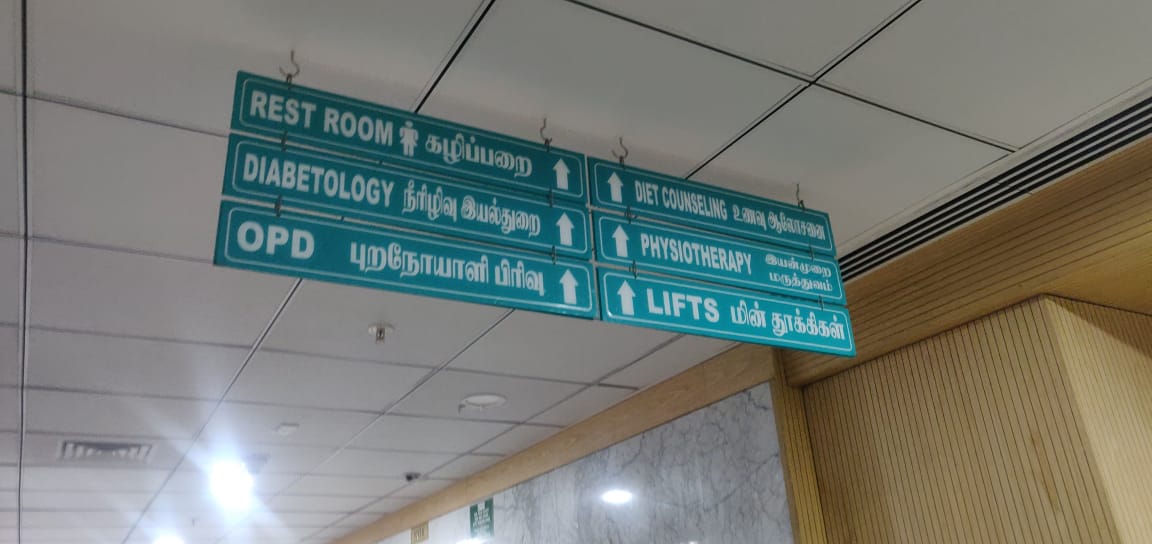 REST ROOM கழிப்பறை
DIABETOLOGY நீரிழிவு இயல்துறை
OPD புறநோயாளி பிரிவு
DIET COUNSELING உணவு ஆலோசனை
PHYSIOTHERAPY இயன்முறை
மருத்துவம்
LIFTS மின் தூக்கிகள்